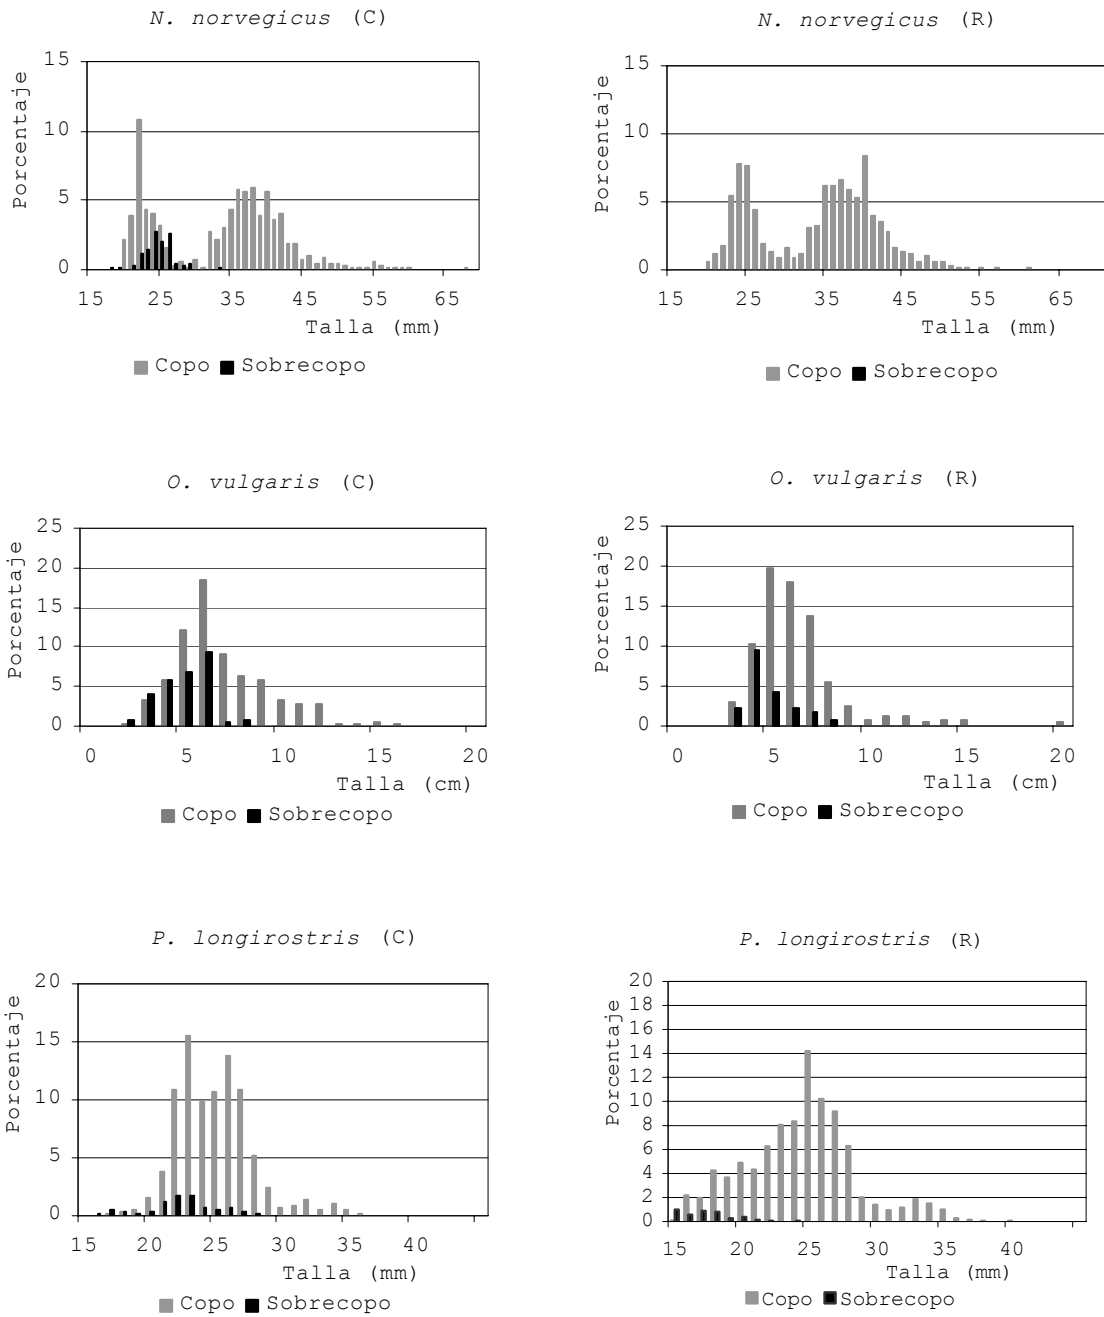 N. norvegicus (C)
Porcentaje
15
10
5
0
15 25 35 45 55 65
Talla (mm)
Copo Sobrecopo
N. norvegicus (R)
Porcentaje
15
10
5
0
15 25 35 45 55 65
Talla (mm)
Copo Sobrecopo
O. vulgaris (C)
Porcentaje
25
20
15
10
5
0
0 5 10 15 20
Talla (cm)
Copo Sobrecopo
O. vulgaris (R)
Porcentaje
25
20
15
10
5
0
0 5 10 15 20
Talla (cm)
Copo Sobrecopo
P. longirostris (C)
Porcentaje
20
15
10
5
0
15 20 25 30 35 40
Talla (mm)
Copo Sobrecopo
P. longirostris (R)
Porcentaje
20
18
16
14
12
10
8
6
4
2
0
15 20 25 30 35 40
Talla (mm)
Copo Sobrecopo